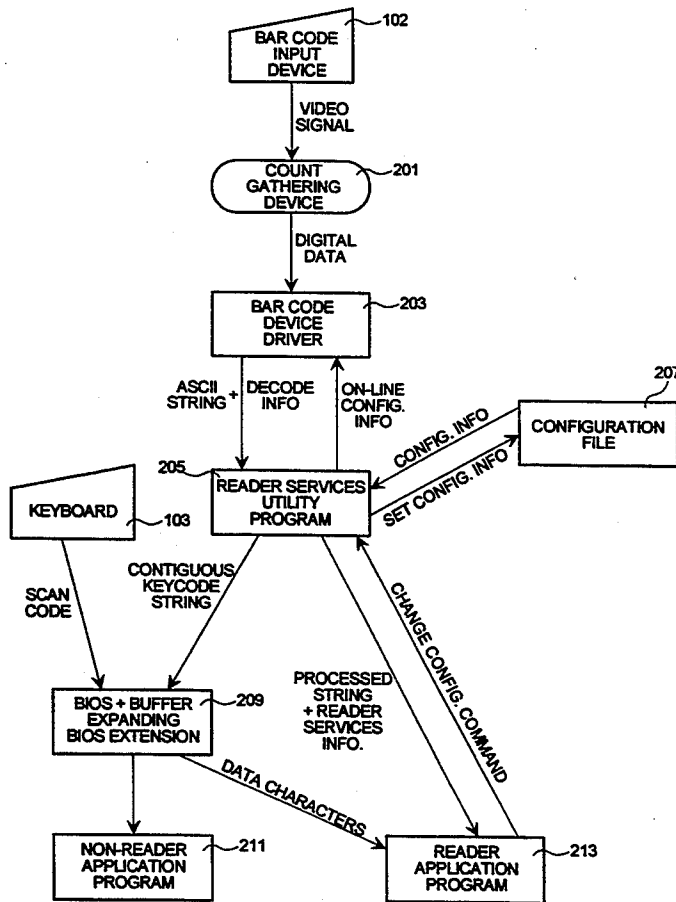 102
BAR CODE
INPUT
DEVICE
VIDEO
SIGNAL
COUNT
GATHERING
DEVICE
201
DIGITAL
DATA
BAR CODE
DEVICE
DRIVER
203
ASCII
STRING +
DECODE
INFO
ON-LINE
CONFIG.
INFO
207
CONFIGURATION
FILE
CONFIG. INFO
SET CONFIG. INFO
205
READER SERVICES
UTILITY
PROGRAM
KEYBOARD
103
SCAN
CODE
CONTIGUOUS
KEYCODE
STRING
PROCESSED
STRING
+ READER
SERVICES
INFO.
CHANGE CONFIG. COMMAND
BIOS + BUFFER
EXPANDING
BIOS EXTENSION
209
DATA CHARACTERS
NON-READER
APPLICATION
PROGRAM
211
READER
APPLICATION
PROGRAM
213